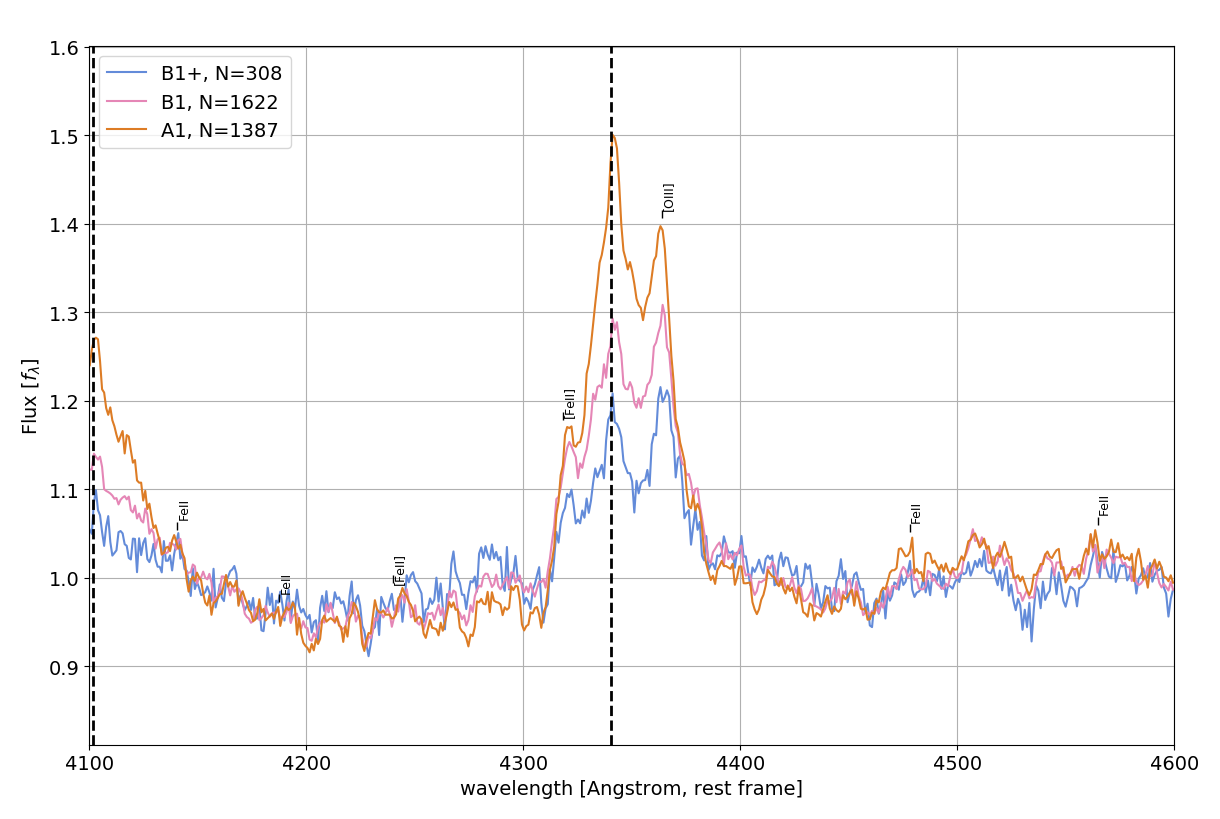 1.6
1.5
1.4
1.3
1.2
1.1
1.0
0.9
Flux [fλ]
B1+, N=308
B1, N=1622
A1, N=1387
FeII
FeII
[FeII]
[FeII]
[OIII]
FeII
FeII
4100
4200
4300
4400
4500
4600
wavelength [Angstrom, rest frame]